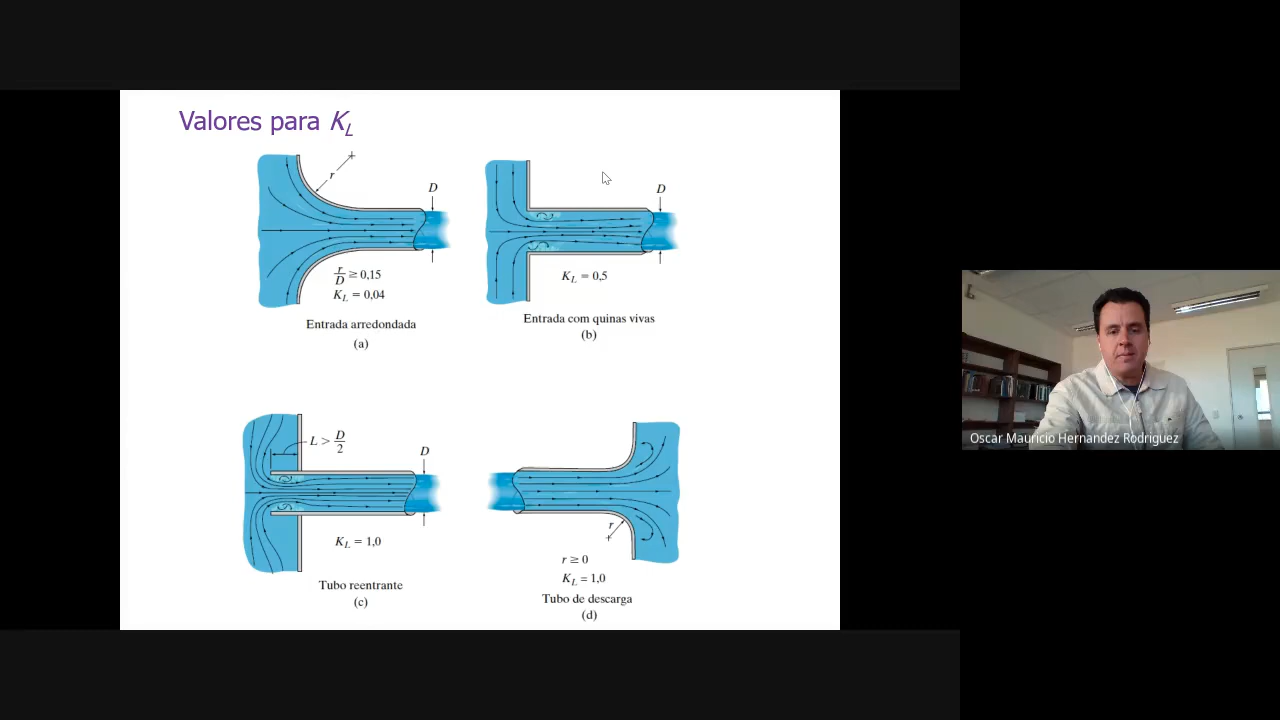 Valores para K_L
r
D
r/D ≥ 0,15
K_L = 0,04
Entrada arredondada
(a)
D
K_L = 0,5
Entrada com quinas vivas
(b)
L > D/2
D
K_L = 1,0
Tubo reentrante
(c)
r
r ≥ 0
K_L = 1,0
Tubo de descarga
(d)
Oscar Mauricio Hernandez Rodriguez